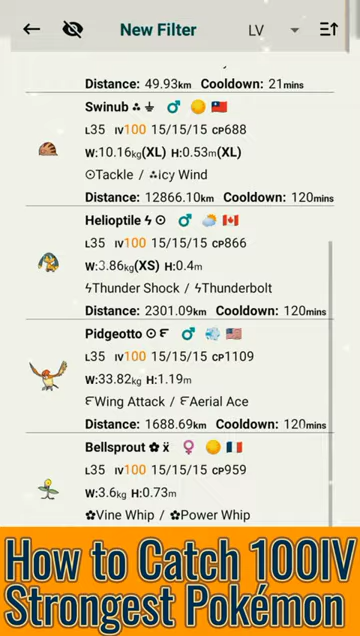 New Filter
LV
Distance: 49.93km Cooldown: 21mins
Swinub
L35 IV100 15/15/15 CP688
W:10.16kg(XL) H:0.53m(XL)
Tackle / Icy Wind
Distance: 12866.10km Cooldown: 120mins
Helioptile
L35 IV100 15/15/15 CP866
W:3.86kg(XS) H:0.4m
Thunder Shock / Thunderbolt
Distance: 2301.09km Cooldown: 120mins
Pidgeotto
L35 IV100 15/15/15 CP1109
W:33.82kg H:1.19m
Wing Attack / Aerial Ace
Distance: 1688.69km Cooldown: 120mins
Bellsprout
L35 IV100 15/15/15 CP959
W:3.6kg H:0.73m
Vine Whip / Power Whip
How to Catch 100IV
Strongest Pokémon